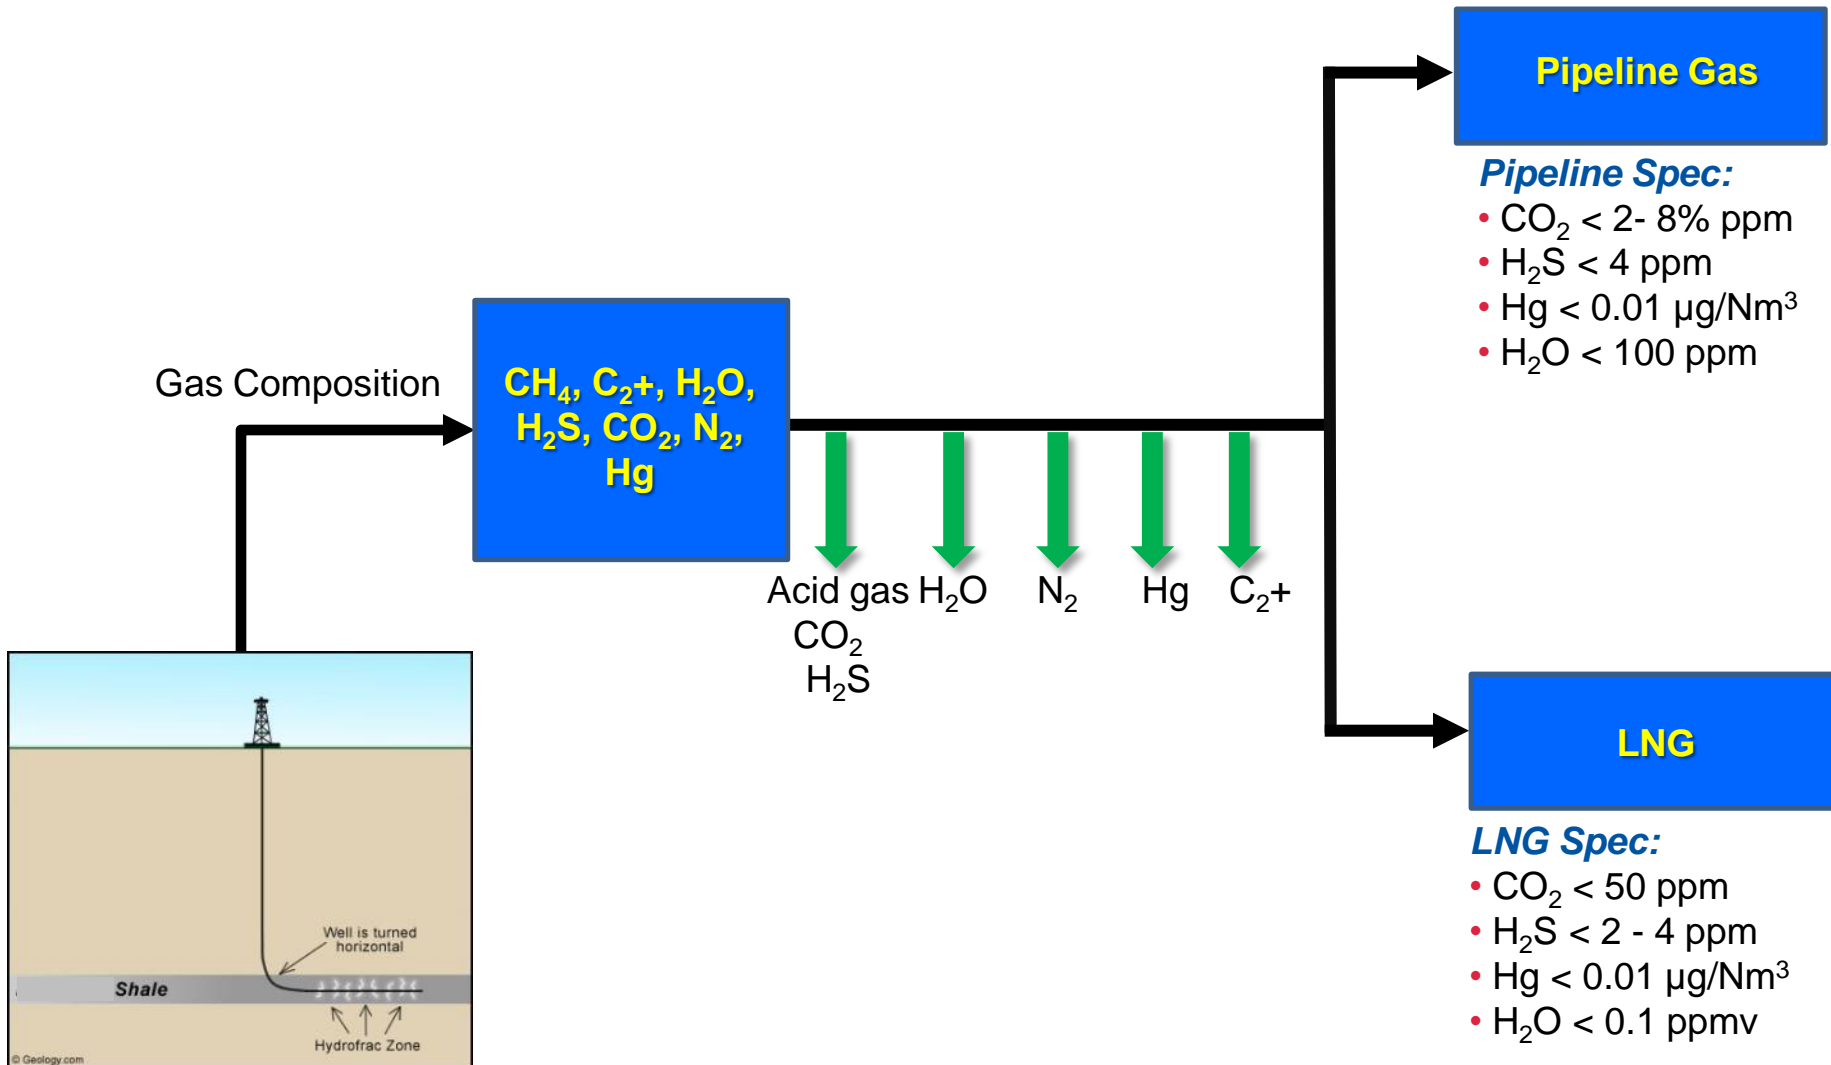 Pipeline Gas
Pipeline Spec:
• CO₂ < 2- 8% ppm
• H₂S < 4 ppm
• Hg < 0.01 µg/Nm³
• H₂O < 100 ppm
Gas Composition
CH₄, C₂+, H₂O,
H₂S, CO₂, N₂,
Hg
Acid gas
CO₂
H₂S
H₂O
N₂
Hg
C₂+
LNG
LNG Spec:
• CO₂ < 50 ppm
• H₂S < 2 - 4 ppm
• Hg < 0.01 µg/Nm³
• H₂O < 0.1 ppmv
Well is turned
horizontal
Shale
Hydrofrac Zone
© Geology.com